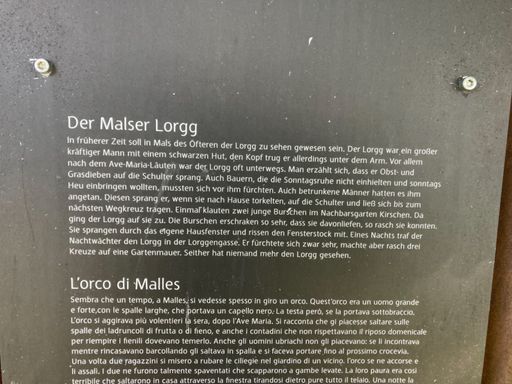 Der Malser Lorgg
In früherer Zeit soll in Mals des Öfteren der Lorgg zu sehen gewesen sein. Der Lorgg war ein großer
kräftiger Mann mit einem schwarzen Hut, den Kopf trug er allerdings unter dem Arm. Vor allem
nach dem Ave-Maria-Läuten war der Lorgg oft unterwegs. Man erzählt sich, dass er Obst- und
Grasdieben auf die Schulter sprang. Auch Bauern, die die Sonntagsruhe nicht einhielten und sonntags
Heu einbringen wollten, mussten sich vor ihm fürchten. Auch betrunkene Männer hatten es ihm
angetan. Diesen sprang er, wenn sie nach Hause torkelten, auf die Schulter und ließ sich bis zum
nächsten Wegkreuz tragen. Einmal klauten zwei junge Burschen im Nachbarsgarten Kirschen. Da
ging der Lorgg auf sie zu. Die Burschen erschraken so sehr, dass sie davonliefen, so rasch sie konnten.
Sie sprangen durch das eigene Hausfenster und rissen den Fensterstock mit. Eines Nachts traf der
Nachtwächter den Lorgg in der Lorggengasse. Er fürchtete sich zwar sehr, machte aber rasch drei
Kreuze auf eine Gartenmauer. Seither hat niemand mehr den Lorgg gesehen.
L'orco di Malles
Sembra che un tempo, a Malles, si vedesse spesso in giro un orco. Quest'orco era un uomo grande
e forte,con le spalle larghe, che portava un capello nero. La testa però, se la portava sottobraccio.
L'orco si aggirava più volentieri la sera, dopo l'Ave Maria. Si racconta che gli piacesse saltare sulle
spalle dei ladruncoli di frutta o di fieno, e anche i contadini che non rispettavano il riposo domenicale
per riempire i fienili dovevano temerlo. Anche gli uomini ubriachi non gli piacevano: se li incontrava
mentre rincasavano barcollando gli saltava in spalla e si faceva portare fino al prossimo crocevia.
Una volta due ragazzini si misero a rubare le ciliegie nel giardino di un vicino. L'orco se ne accorse e
li assalì. I due ne furono talmente spaventati che scapparono a gambe levate. La loro paura era così
terribile che saltarono in casa attraverso la finestra tirandosi dietro pure tutto il telaio. Una notte la